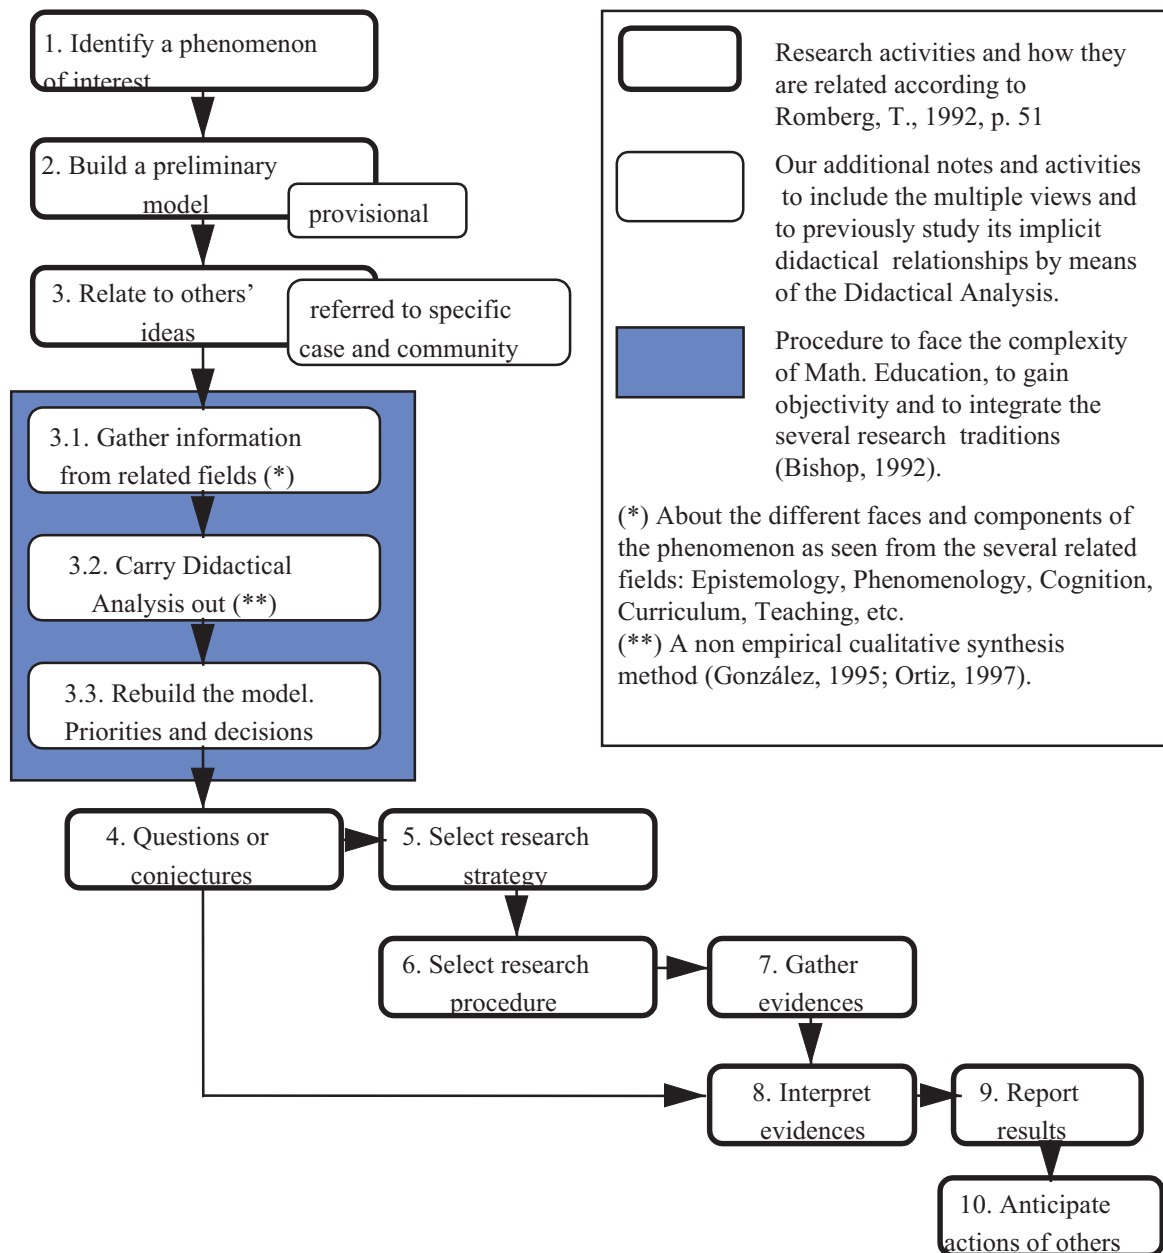 1. Identify a phenomenon
of interest
2. Build a preliminary
model
provisional
3. Relate to others’
ideas
referred to specific
case and community
3.1. Gather information
from related fields (*)
3.2. Carry Didactical
Analysis out (**)
3.3. Rebuild the model.
Priorities and decisions
4. Questions or
conjectures
5. Select research
strategy
6. Select research
procedure
7. Gather
evidences
8. Interpret
evidences
9. Report
results
10. Anticipate
actions of others
Research activities and how they
are related according to
Romberg, T., 1992, p. 51
Our additional notes and activities
to include the multiple views and
to previously study its implicit
didactical relationships by means
of the Didactical Analysis.
Procedure to face the complexity
of Math. Education, to gain
objectivity and to integrate the
several research traditions
(Bishop, 1992).
(*) About the different faces and components of
the phenomenon as seen from the several related
fields: Epistemology, Phenomenology, Cognition,
Curriculum, Teaching, etc.
(**) A non empirical cualitative synthesis
method (González, 1995; Ortiz, 1997).